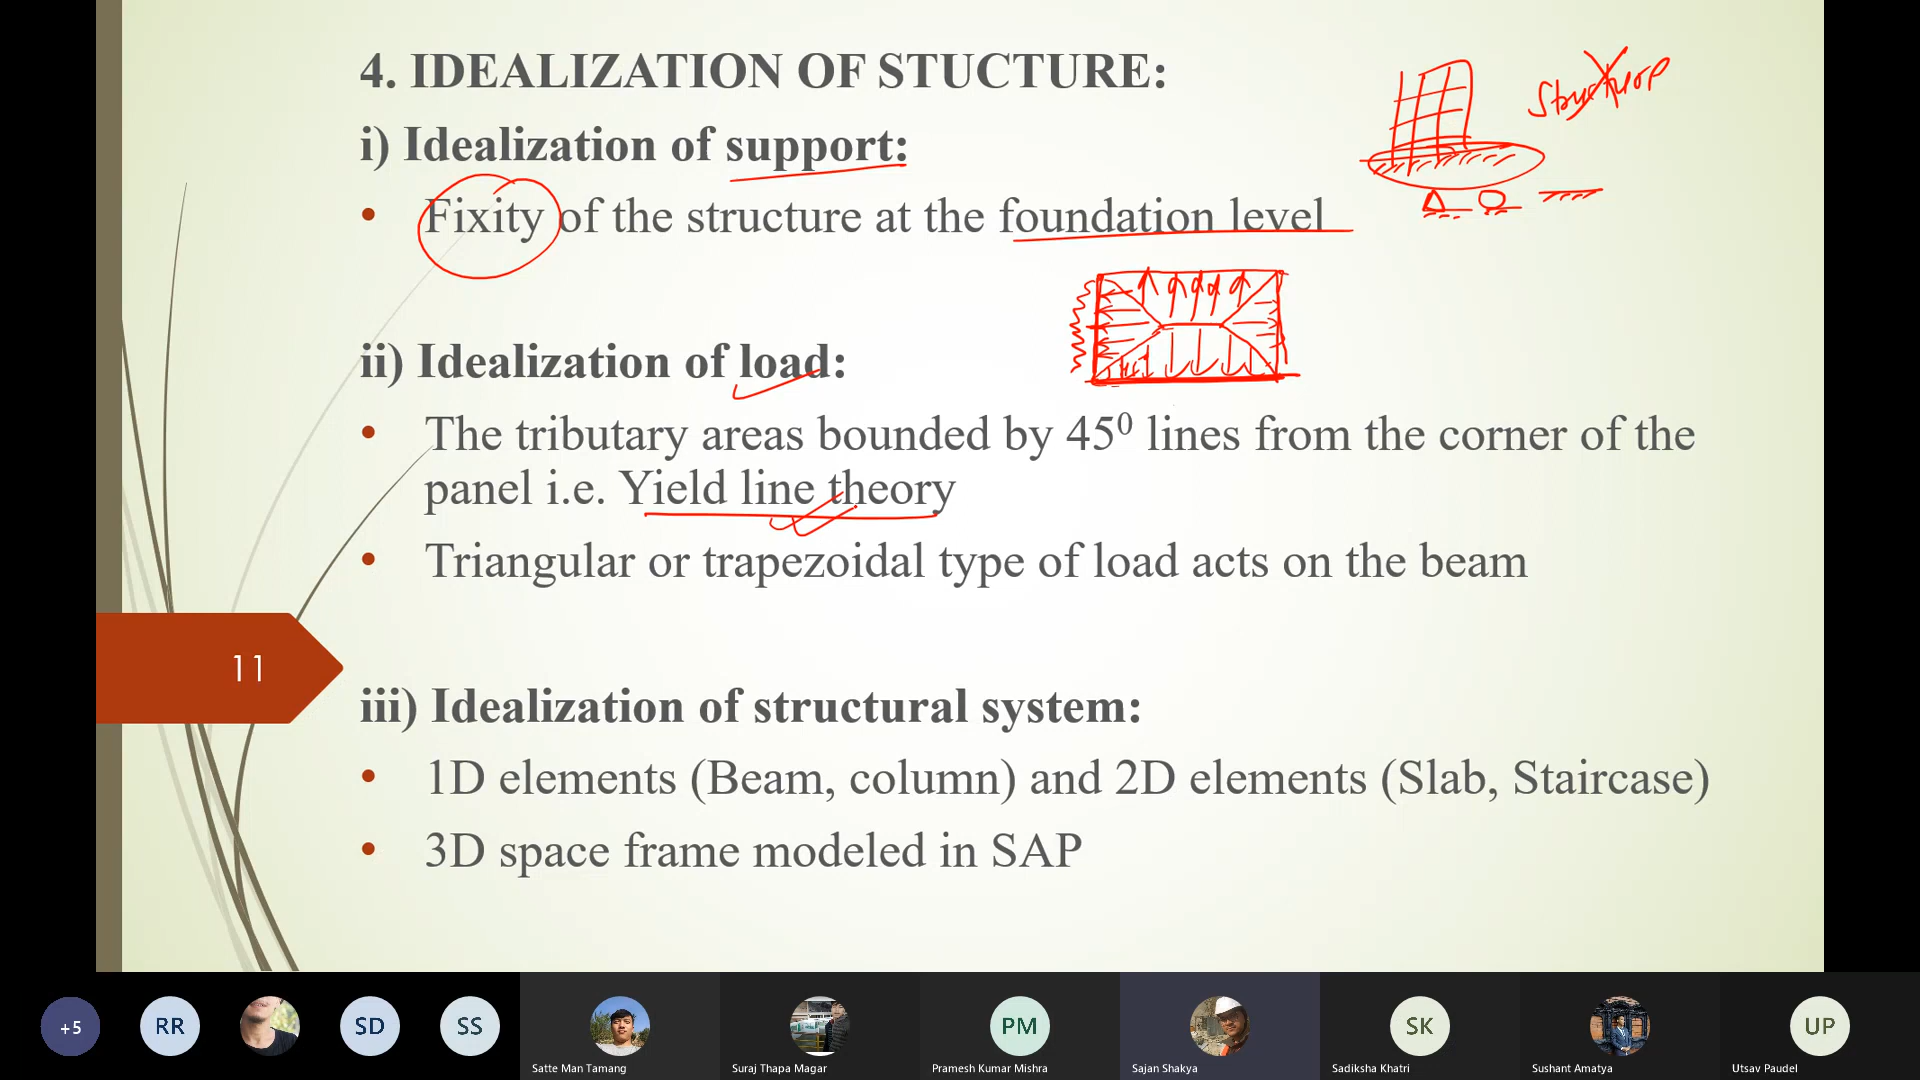 4. IDEALIZATION OF STUCTURE:
Structure
i) Idealization of support:
• Fixity of the structure at the foundation level
ii) Idealization of load:
• The tributary areas bounded by 45⁰ lines from the corner of the
panel i.e. Yield line theory
• Triangular or trapezoidal type of load acts on the beam
11
iii) Idealization of structural system:
• 1D elements (Beam, column) and 2D elements (Slab, Staircase)
• 3D space frame modeled in SAP
+5
RR
SD
SS
PM
SK
UP
Satte Man Tamang
Suraj Thapa Magar
Pramesh Kumar Mishra
Sajan Shakya
Sadiksha Khatri
Sushant Amatya
Utsav Paudel